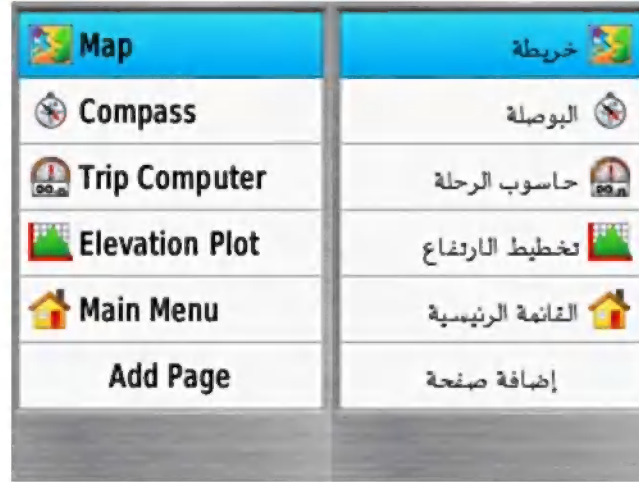 Map
Compass
Trip Computer
Elevation Plot
Main Menu
Add Page
خريطة
البوصلة
حاسوب الرحلة
تخطيط الارتفاع
القائمة الرئيسية
إضافة صفحة